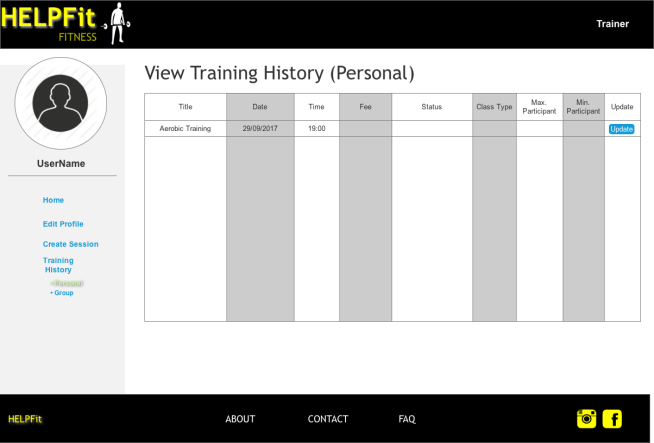 HELPFit
FITNESS
Trainer
View Training History (Personal)
Title Date Time Fee Status Class Type Max. Participant Min. Participant Update
Aerobic Training 29/09/2017 19:00 Update
UserName
Home
Edit Profile
Create Session
Training
History
• Personal
• Group
HELPFit ABOUT CONTACT FAQ